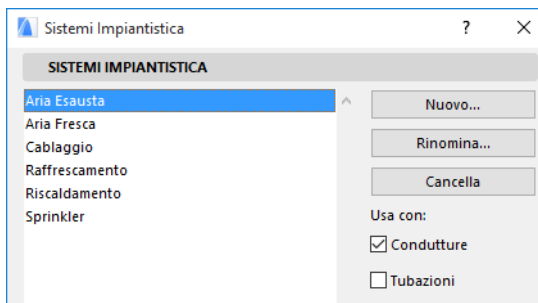 Sistemi Impiantistica
?
SISTEMI IMPIANTISTICA
Aria Esausta
Aria Fresca
Cablaggio
Raffrescamento
Riscaldamento
Sprinkler
Nuovo...
Rinomina...
Cancella
Usa con:
Condutture
Tubazioni